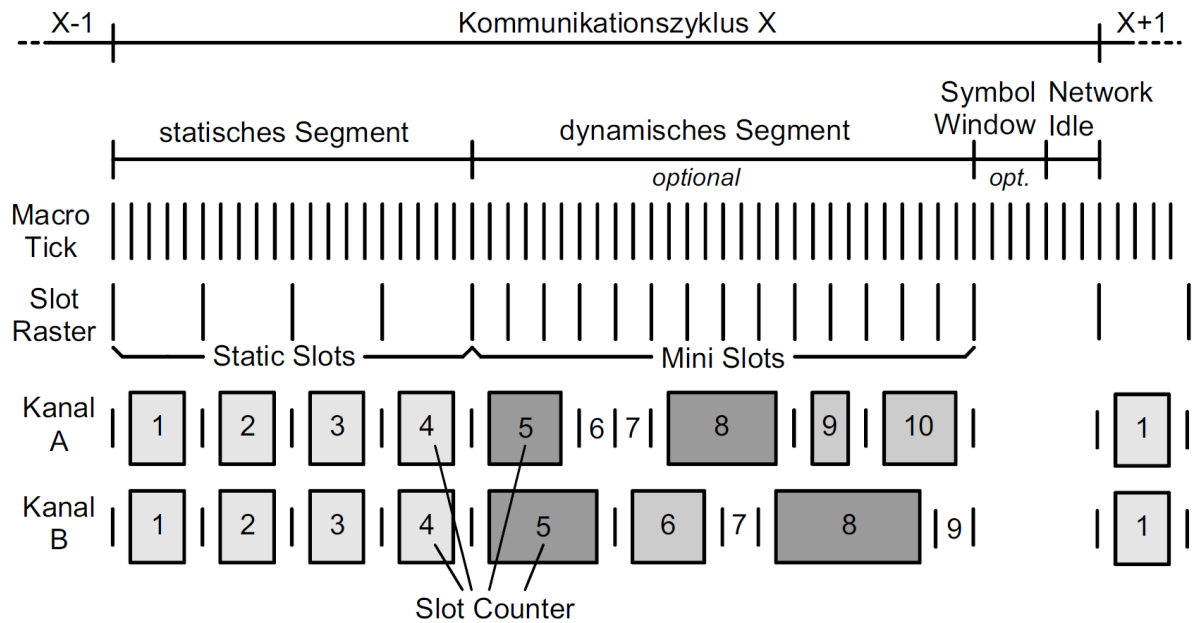 X-1 Kommunikationszyklus X X+1
statisches Segment dynamisches Segment Symbol Window Network Idle
optional opt.
Macro
Tick
Slot
Raster
Static Slots Mini Slots
Kanal
A
1 2 3 4 5 6 7 8 9 10 1
Kanal
B
1 2 3 4 5 6 7 8 9 1
Slot Counter